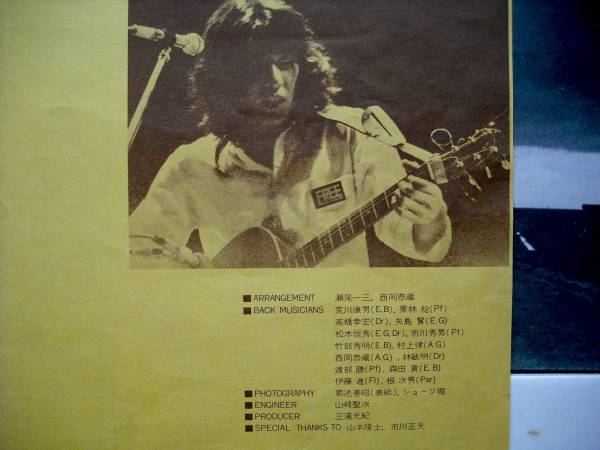 FREE
■ARRANGEMENT 瀬尾一三，西岡恭蔵
■BACK MUSICIANS 荒川康男(E.B)，栗林 稔(Pf)
高橋幸宏(Dr)，矢島 賢(E.G)
松木恒秀(E.G,Dr)，市川秀男(Pf)
竹部秀明(E.B)，村上律(A.G)
西岡恭蔵(A.G)，林敏明(Dr)
渡部 勝(Pf)，森田 貢(E.B)
伊藤 進(Fl)，根 次男(Par)
■PHOTOGRAPHY 菊池善昭(表紙)，ショージ堀
■ENGINEER 山崎聖次
■PRODUCER 三浦光紀
■SPECIAL THANKS TO 山本隆士，市川正夫